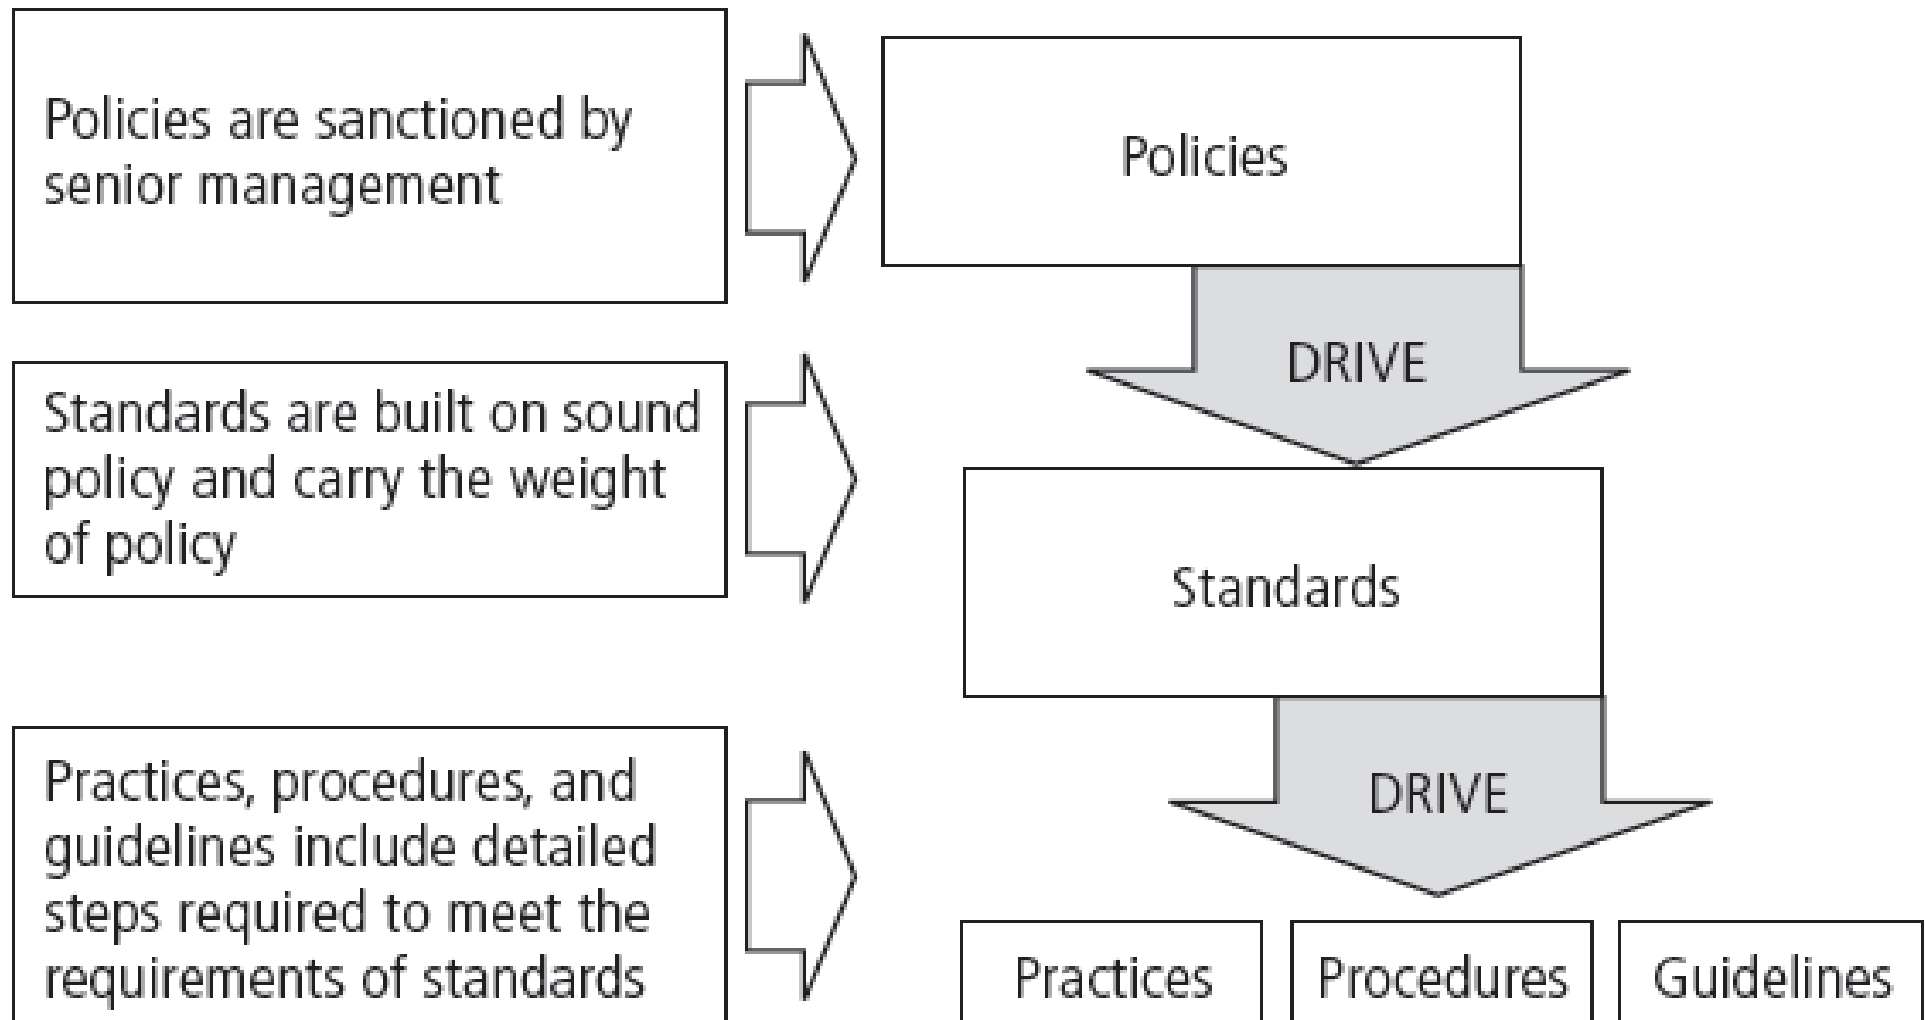 Policies are sanctioned by
senior management
Policies
DRIVE
Standards are built on sound
policy and carry the weight
of policy
Standards
DRIVE
Practices, procedures, and
guidelines include detailed
steps required to meet the
requirements of standards
Practices
Procedures
Guidelines